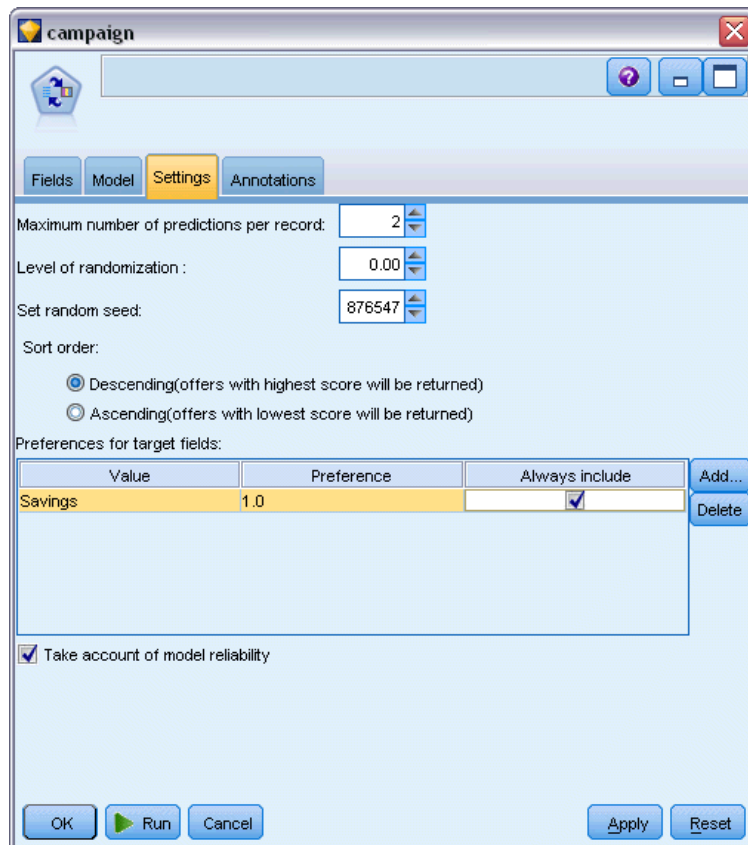 campaign
Fields Model Settings Annotations
Maximum number of predictions per record: 2
Level of randomization : 0.00
Set random seed: 876547
Sort order:
Descending(offers with highest score will be returned)
Ascending(offers with lowest score will be returned)
Preferences for target fields:
Value Preference Always include Add...
Savings 1.0 Delete
Take account of model reliability
OK Run Cancel Apply Reset